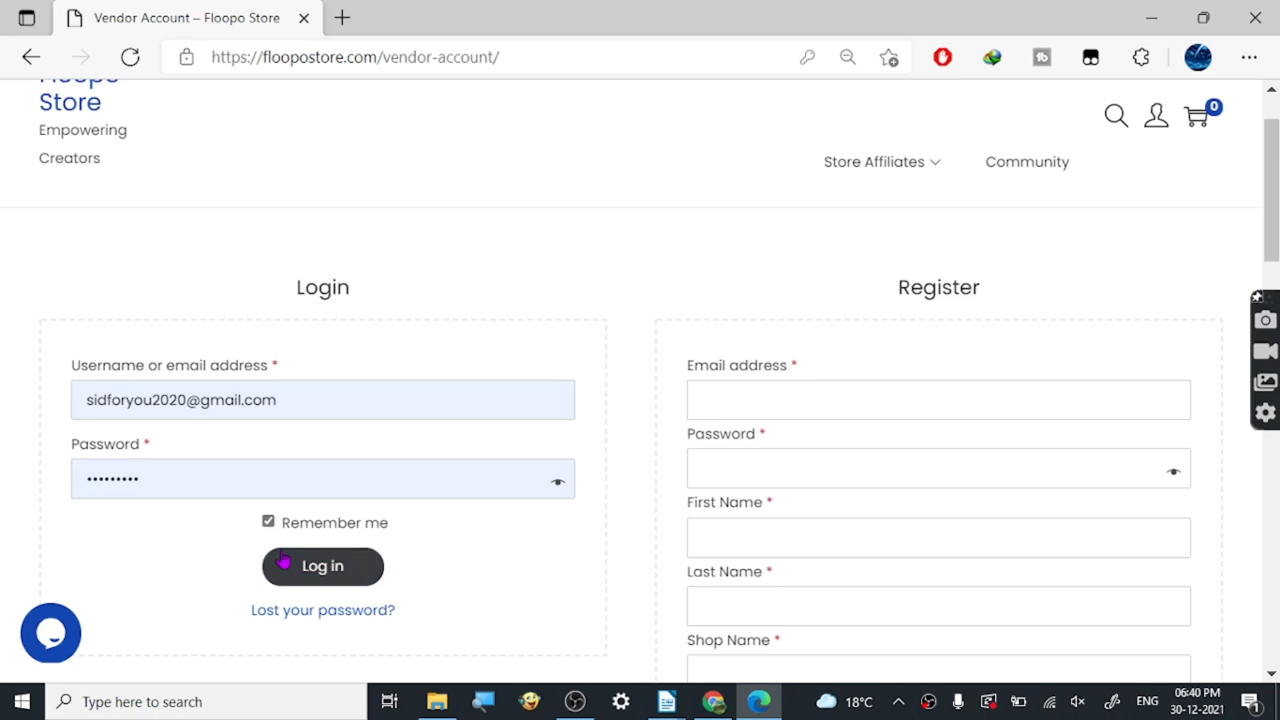 Vendor Account – Floopo Store
https://floopostore.com/vendor-account/
Floopo
Store
Empowering
Creators
0
Store Affiliates
Community
Login
Register
Username or email address *
sidforyou2020@gmail.com
Password *
•••••••••
Remember me
Log in
Lost your password?
Email address *
Password *
First Name *
Last Name *
Shop Name *
Type here to search
18°C
ENG
06:40 PM
30-12-2021
1